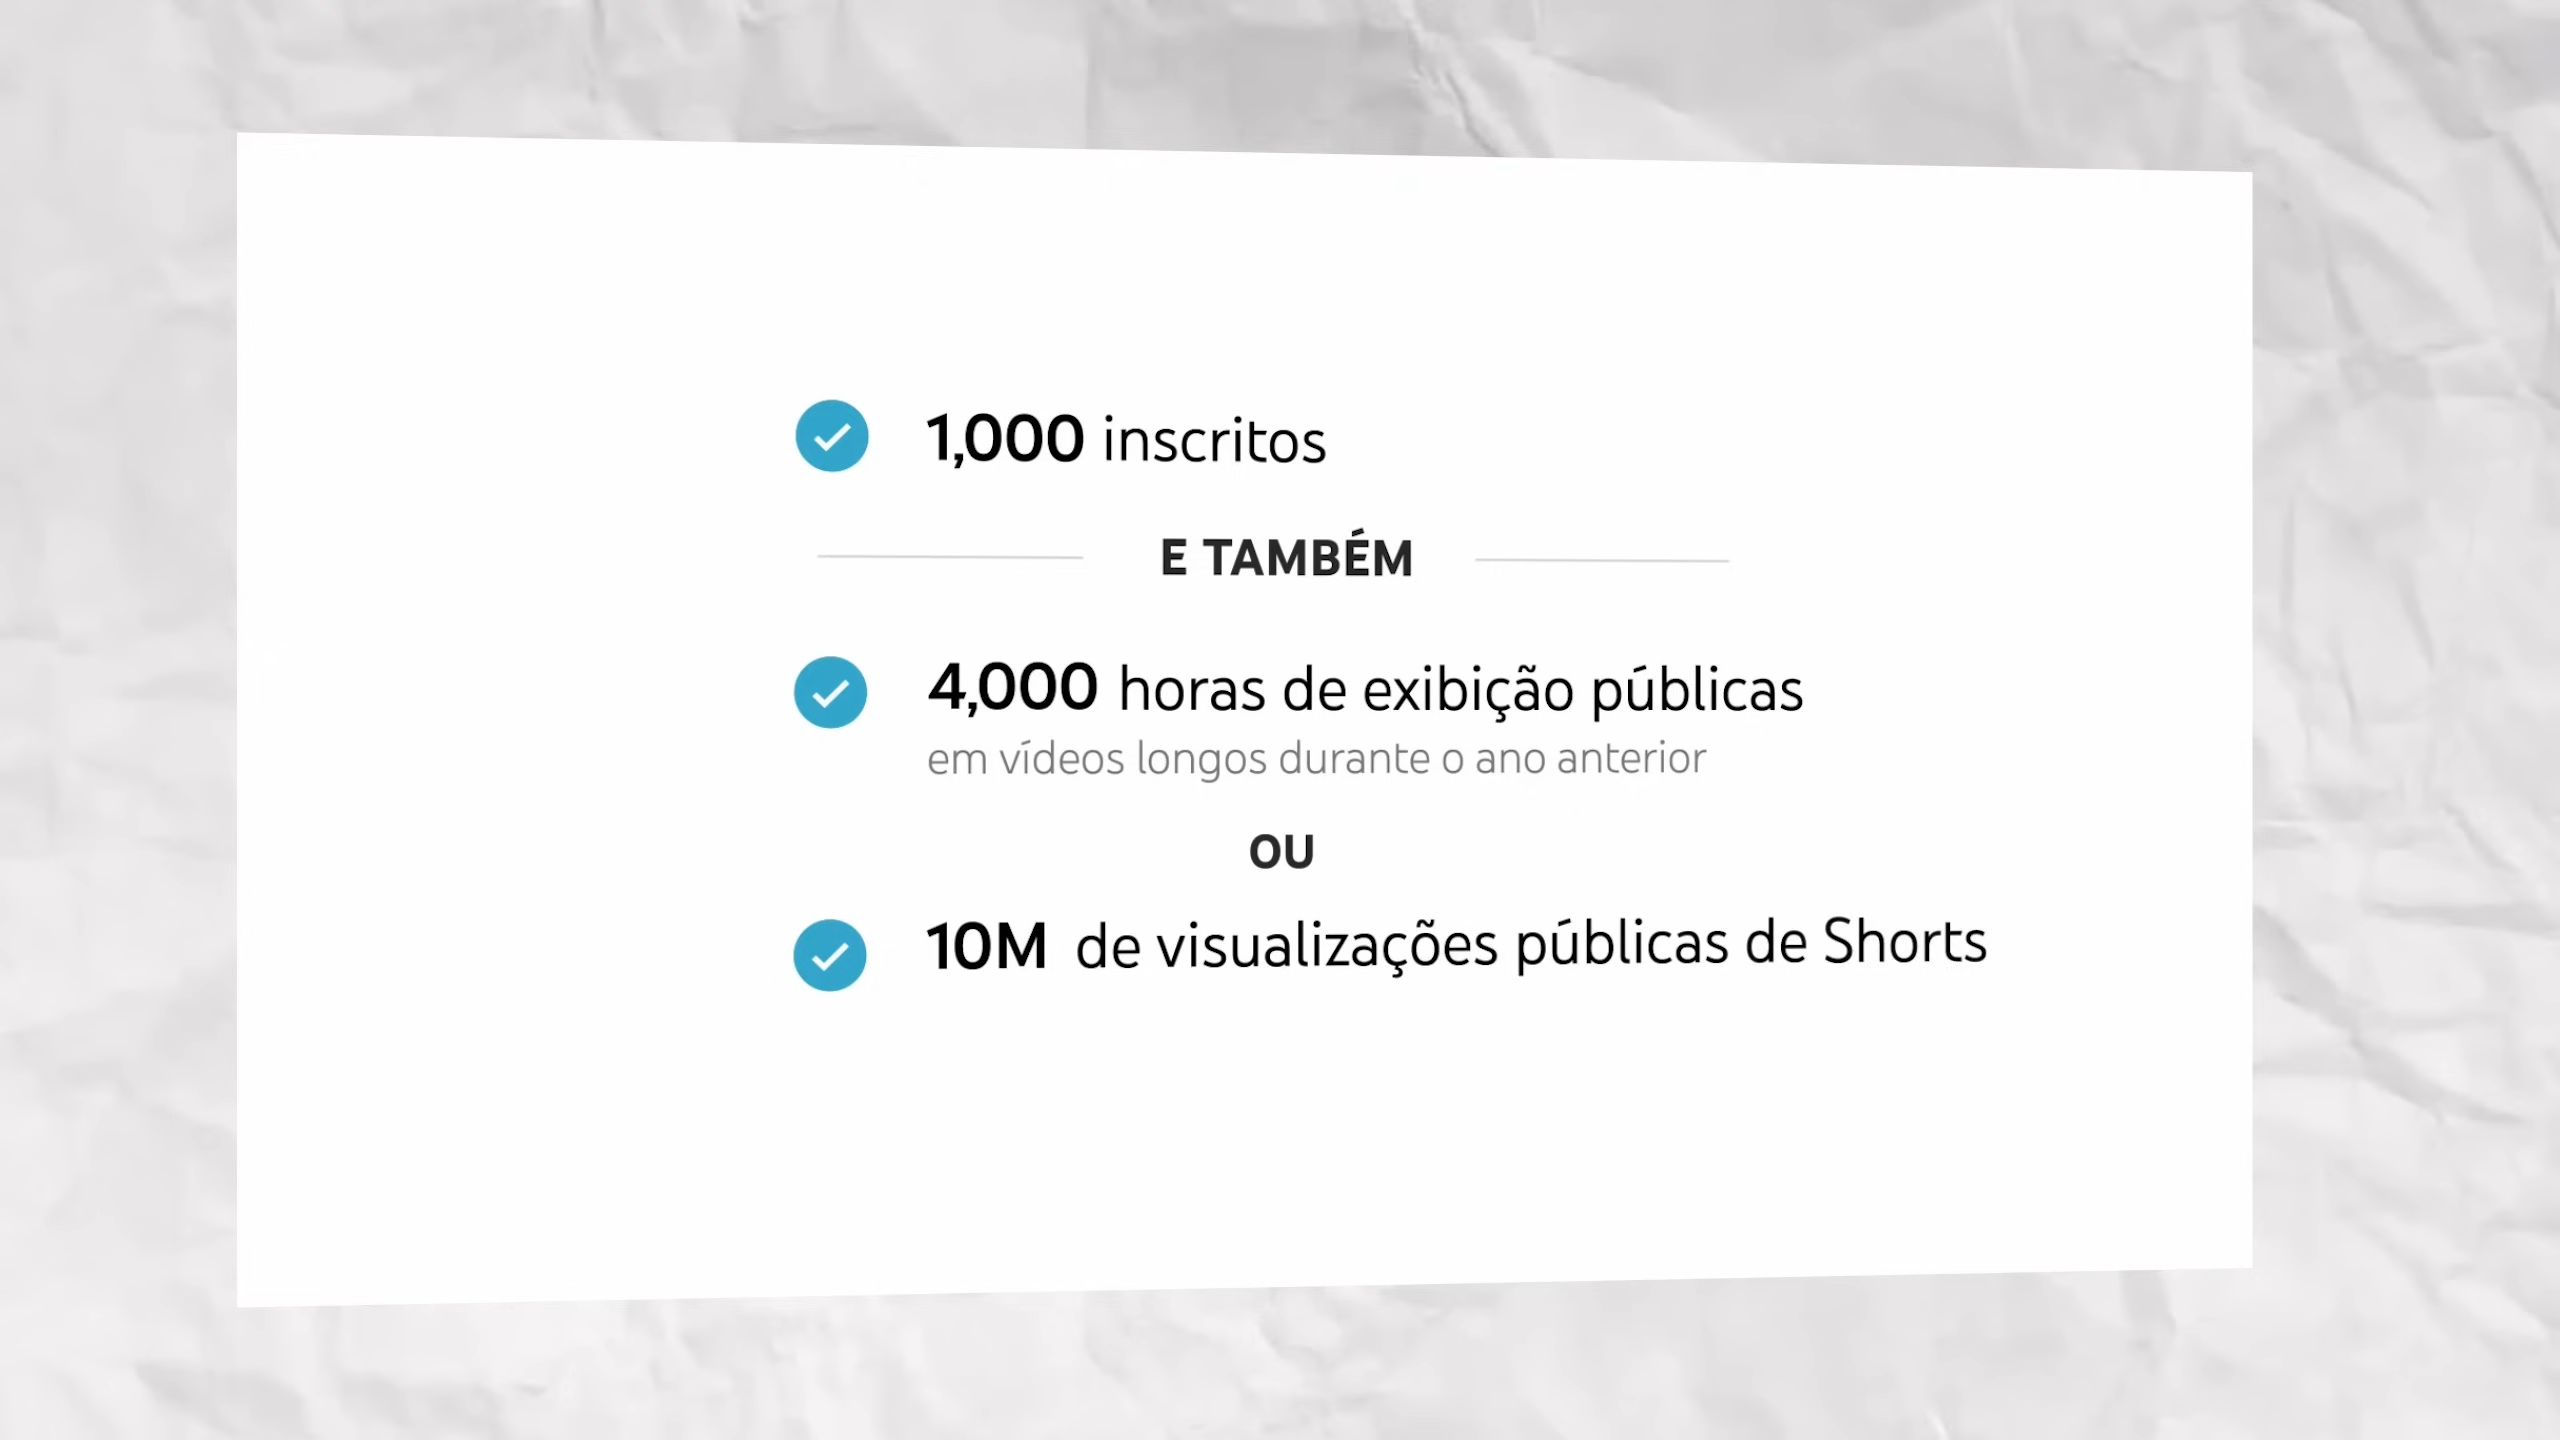 1,000 inscritos
E TAMBÉM
4,000 horas de exibição públicas
em vídeos longos durante o ano anterior
OU
10M de visualizações públicas de Shorts